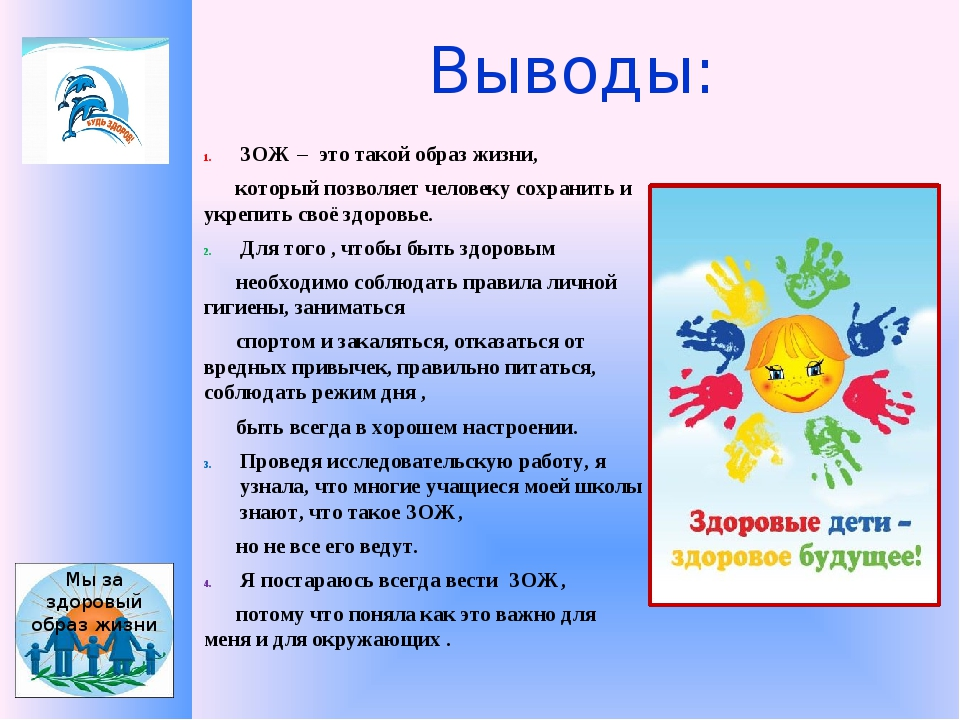 Выводы:
БУДЬ ЗДОРОВ!
1. ЗОЖ – это такой образ жизни,
который позволяет человеку сохранить и
укрепить своё здоровье.
2. Для того , чтобы быть здоровым
необходимо соблюдать правила личной
гигиены, заниматься
спортом и закаляться, отказаться от
вредных привычек, правильно питаться,
соблюдать режим дня ,
быть всегда в хорошем настроении.
3. Проведя исследовательскую работу, я
узнала, что многие учащиеся моей школы
знают, что такое ЗОЖ ,
но не все его ведут.
4. Я постараюсь всегда вести ЗОЖ ,
потому что поняла как это важно для
меня и для окружающих .
Здоровые дети –
здоровое будущее!
Мы за
здоровый
образ жизни